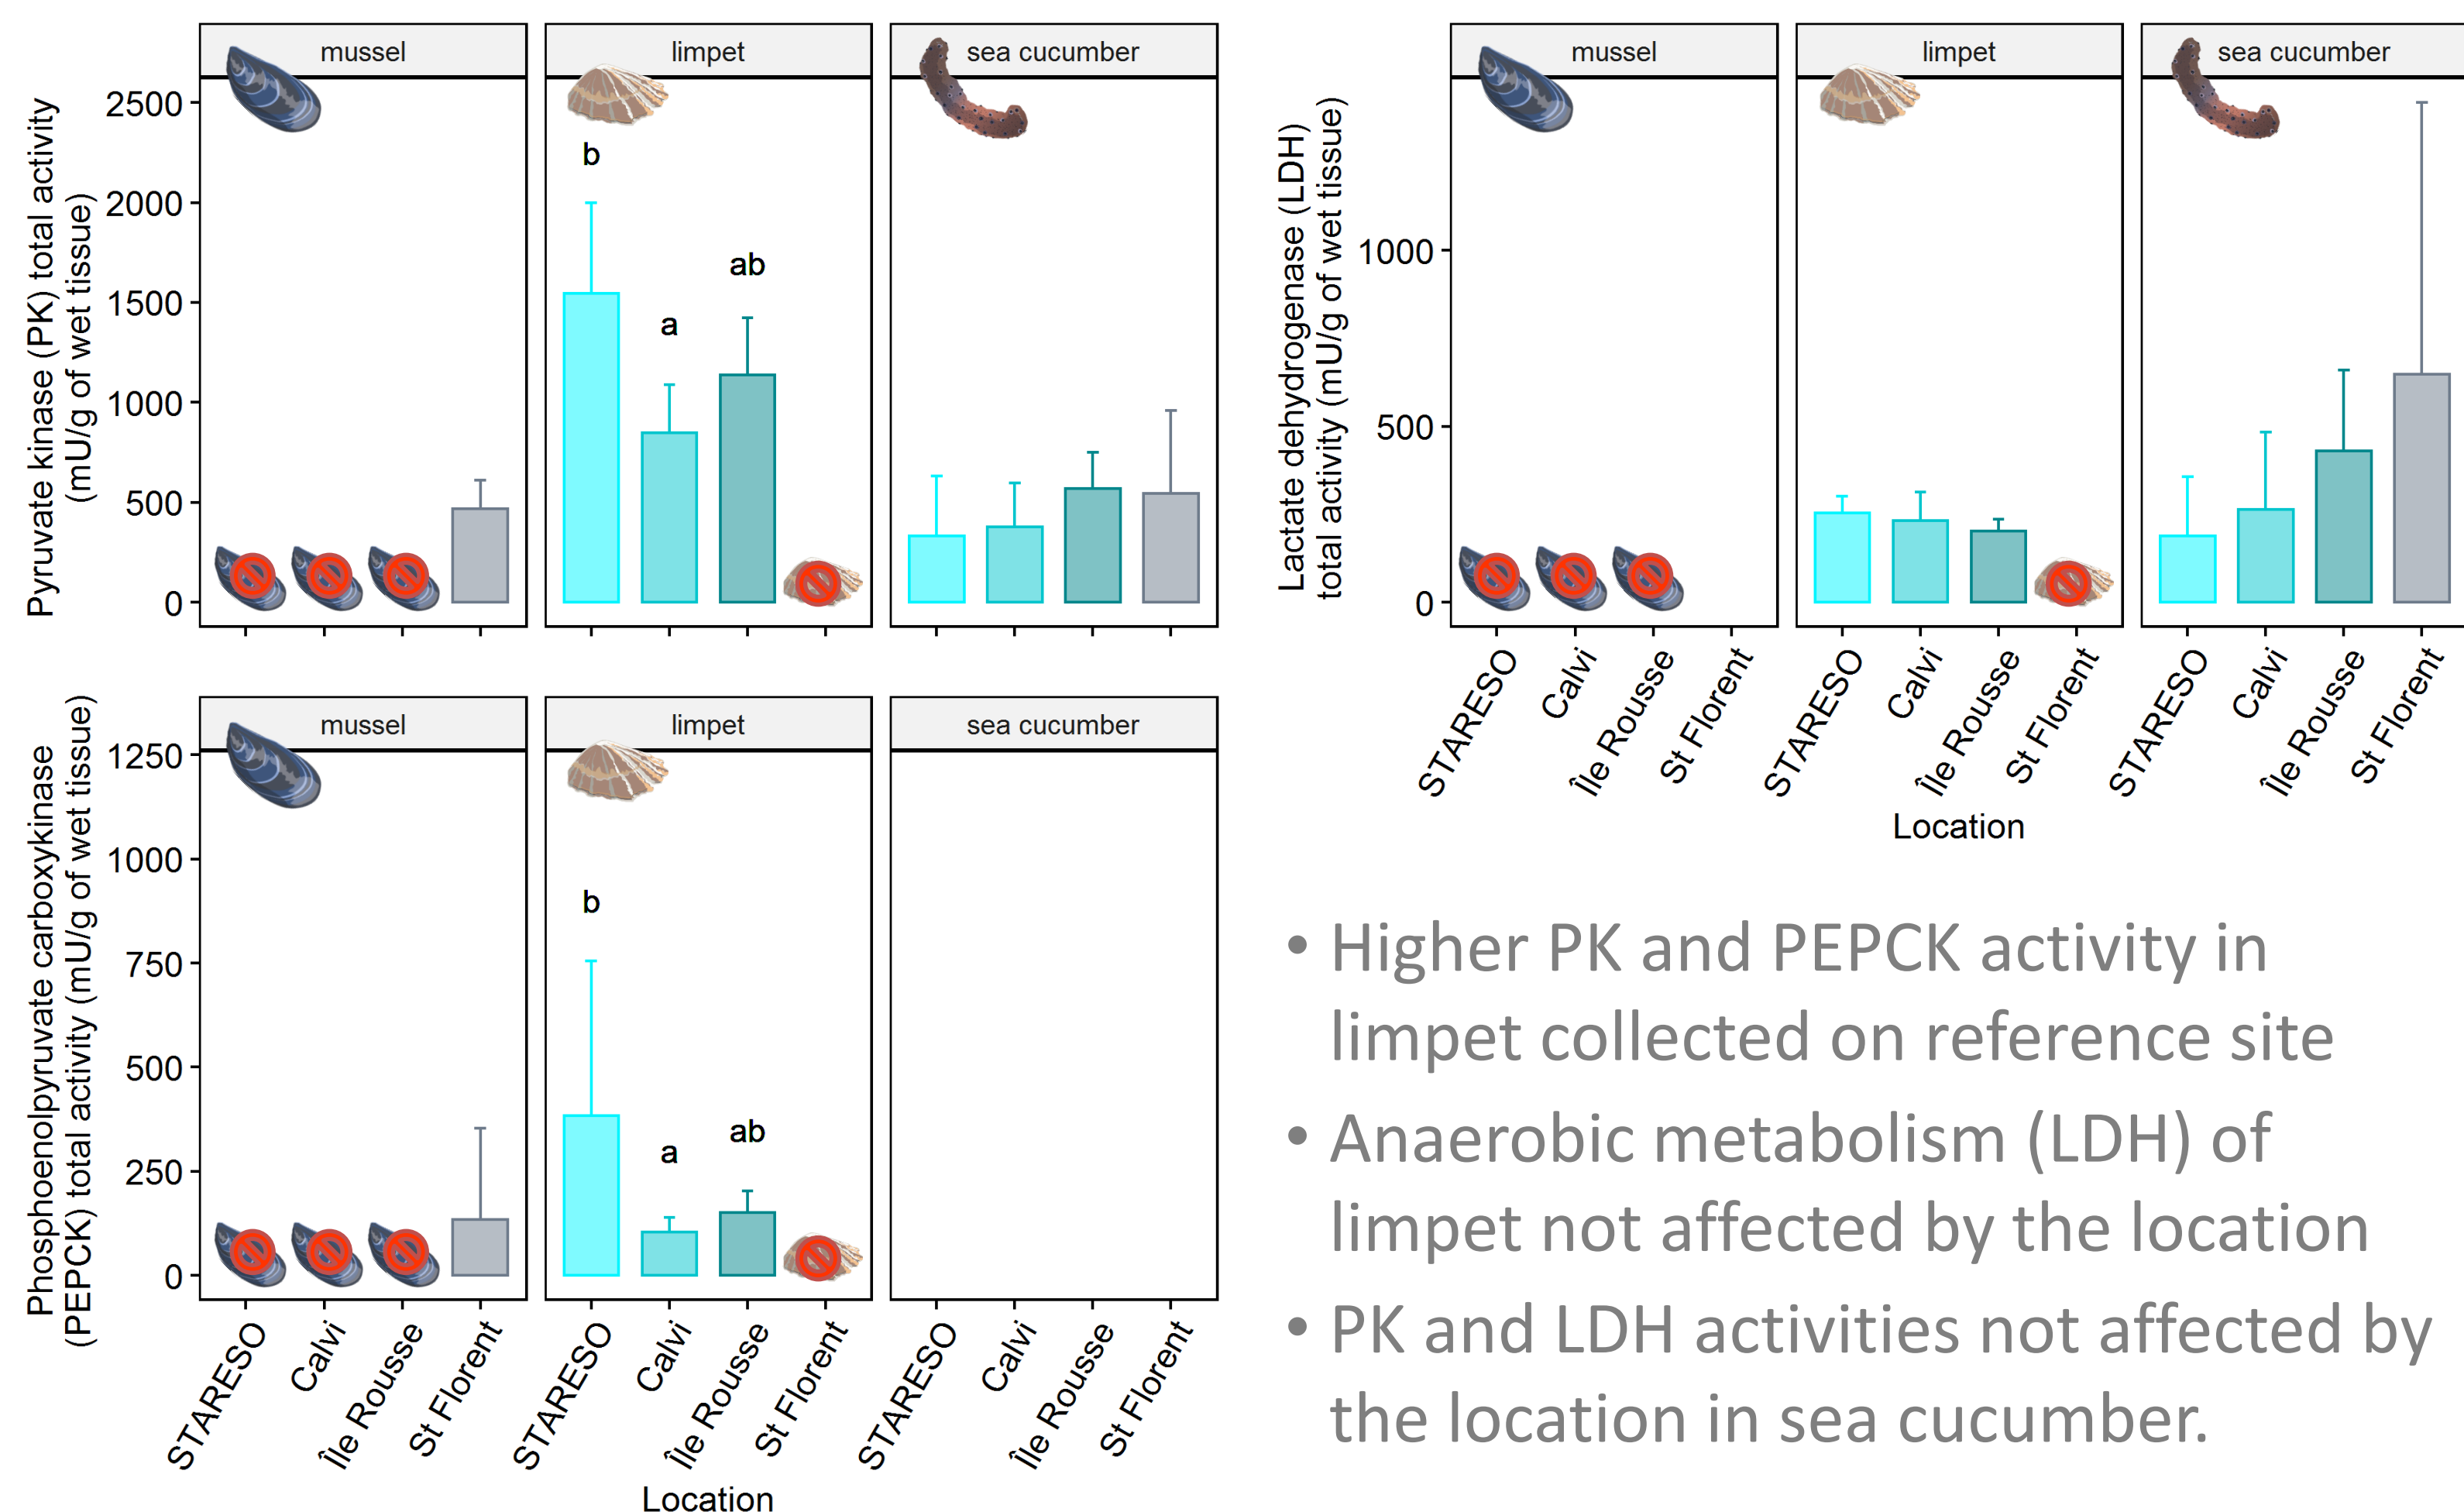 mussel
limpet
sea cucumber
Pyruvate kinase (PK) total activity
(mU/g of wet tissue)
2500
2000
1500
1000
500
0
b
a
ab
mussel
limpet
sea cucumber
Lactate dehydrogenase (LDH)
total activity (mU/g of wet tissue)
1000
500
0
STARESO
Calvi
Île Rousse
St Florent
STARESO
Calvi
Île Rousse
St Florent
STARESO
Calvi
Île Rousse
St Florent
Location
mussel
limpet
sea cucumber
Phosphoenolpyruvate carboxykinase
(PEPCK) total activity (mU/g of wet tissue)
1250
1000
750
500
250
0
b
a
ab
STARESO
Calvi
Île Rousse
St Florent
STARESO
Calvi
Île Rousse
St Florent
STARESO
Calvi
Île Rousse
St Florent
Location
• Higher PK and PEPCK activity in
limpet collected on reference site
• Anaerobic metabolism (LDH) of
limpet not affected by the location
• PK and LDH activities not affected by
the location in sea cucumber.